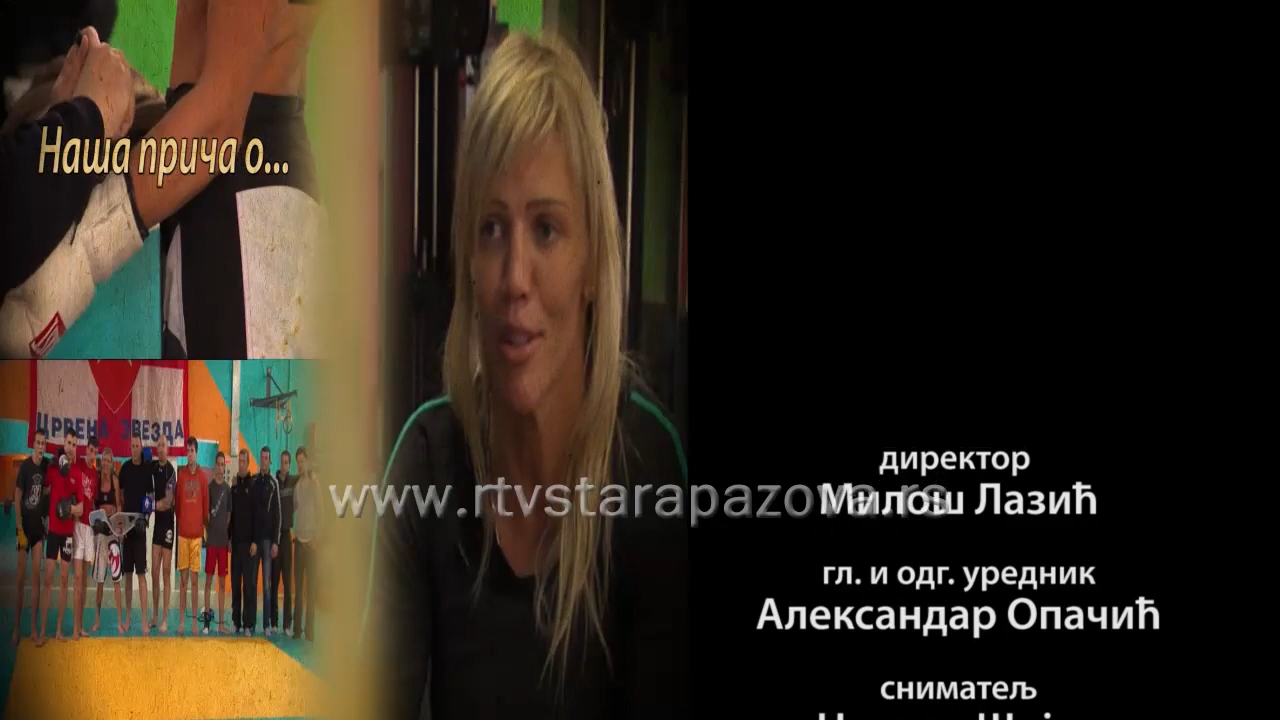 Наша прича о...
ЦРВЕНА ЗВЕЗДА
www.rtvstarapazova.rs
директор
Милош Лазић
гл. и одг. уредник
Александар Опачић
сниматељ